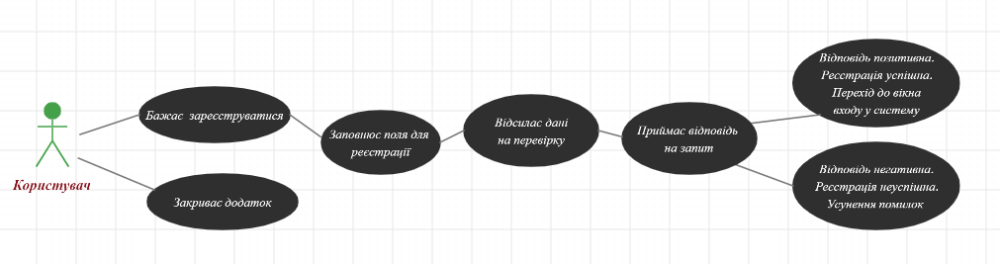 Користувач
Бажає зареєструватися
Закриває додаток
Заповнює поля для
реєстрації
Відсилає дані
на перевірку
Приймає відповідь
на запит
Відповідь позитивна.
Реєстрація успішна.
Перехід до вікна
входу у систему
Відповідь негативна.
Реєстрація неуспішна.
Усунення помилок